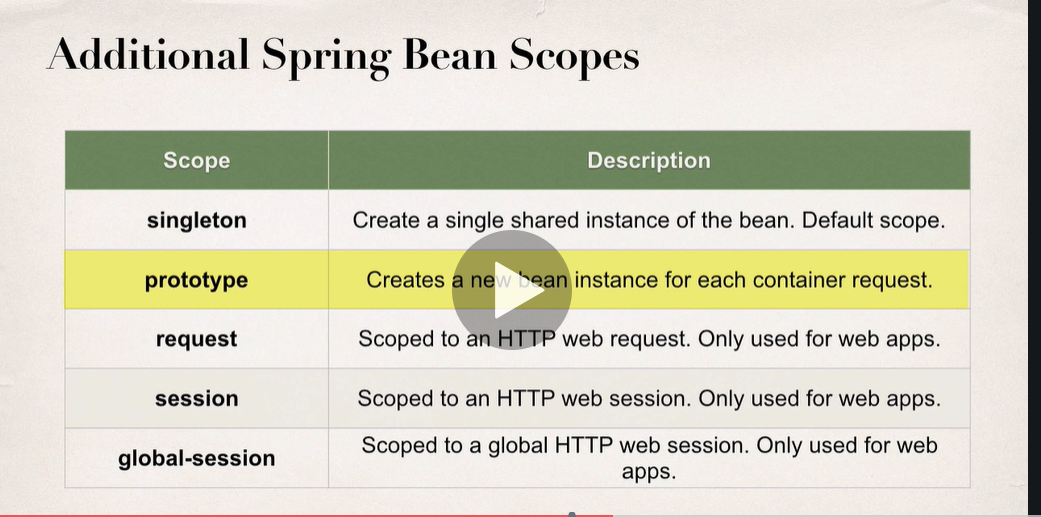 Additional Spring Bean Scopes
Scope Description
singleton Create a single shared instance of the bean. Default scope.
prototype Creates a new bean instance for each container request.
request Scoped to an HTTP web request. Only used for web apps.
session Scoped to an HTTP web session. Only used for web apps.
global-session Scoped to a global HTTP web session. Only used for web
apps.